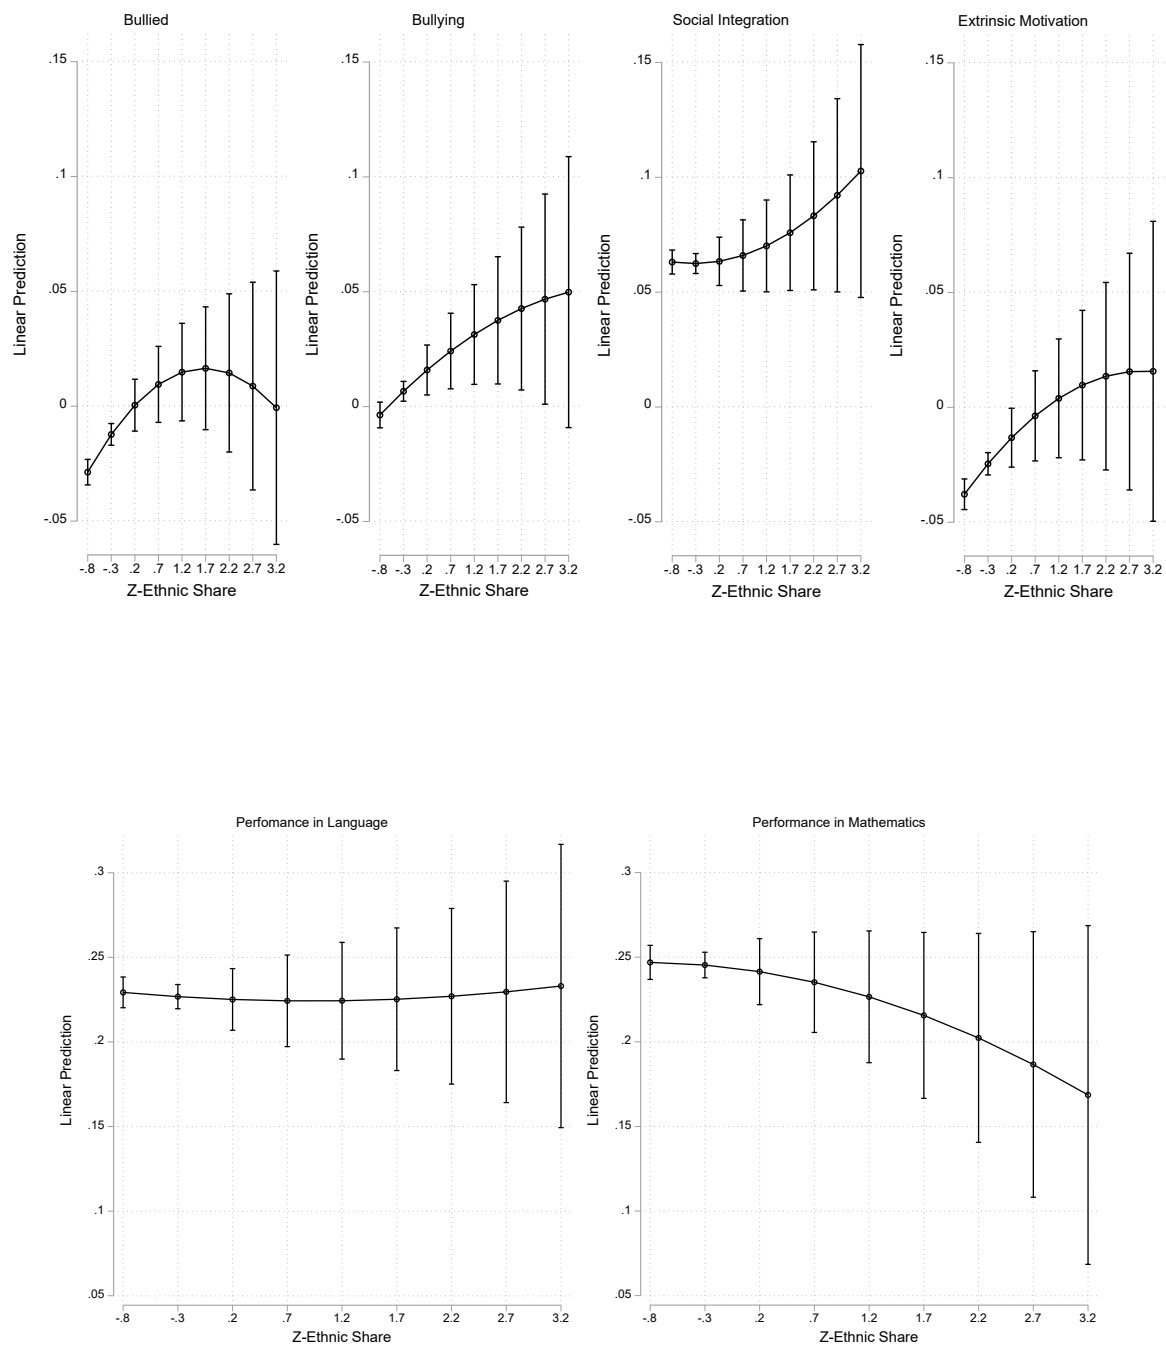 Bullied
Bullying
Social Integration
Extrinsic Motivation
.15
.1
.05
0
-.05
Linear Prediction
-.8 -.3 .2 .7 1.2 1.7 2.2 2.7 3.2
Z-Ethnic Share
.15
.1
.05
0
-.05
Linear Prediction
-.8 -.3 .2 .7 1.2 1.7 2.2 2.7 3.2
Z-Ethnic Share
.15
.1
.05
0
-.05
Linear Prediction
-.8 -.3 .2 .7 1.2 1.7 2.2 2.7 3.2
Z-Ethnic Share
.15
.1
.05
0
-.05
Linear Prediction
-.8 -.3 .2 .7 1.2 1.7 2.2 2.7 3.2
Z-Ethnic Share
Perfomance in Language
.3
.25
.2
.15
.1
.05
Linear Prediction
-.8 -.3 .2 .7 1.2 1.7 2.2 2.7 3.2
Z-Ethnic Share
Performance in Mathematics
.3
.25
.2
.15
.1
.05
Linear Prediction
-.8 -.3 .2 .7 1.2 1.7 2.2 2.7 3.2
Z-Ethnic Share